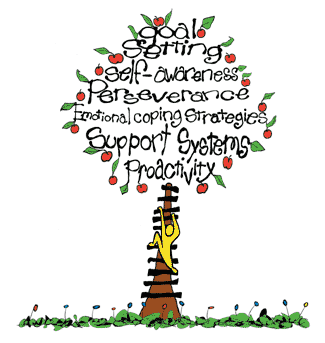 goal
Setting
self-awareness
Perseverance
Emotional coping Strategies
Support Systems
Proactivity